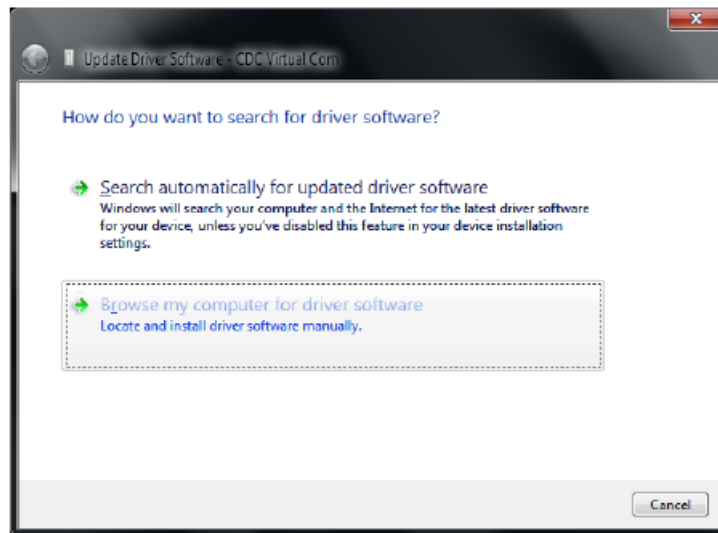 Update Driver Software - CDC Virtual Com
How do you want to search for driver software?
Search automatically for updated driver software
Windows will search your computer and the Internet for the latest driver software
for your device, unless you've disabled this feature in your device installation
settings.
Browse my computer for driver software
Locate and install driver software manually.
Cancel